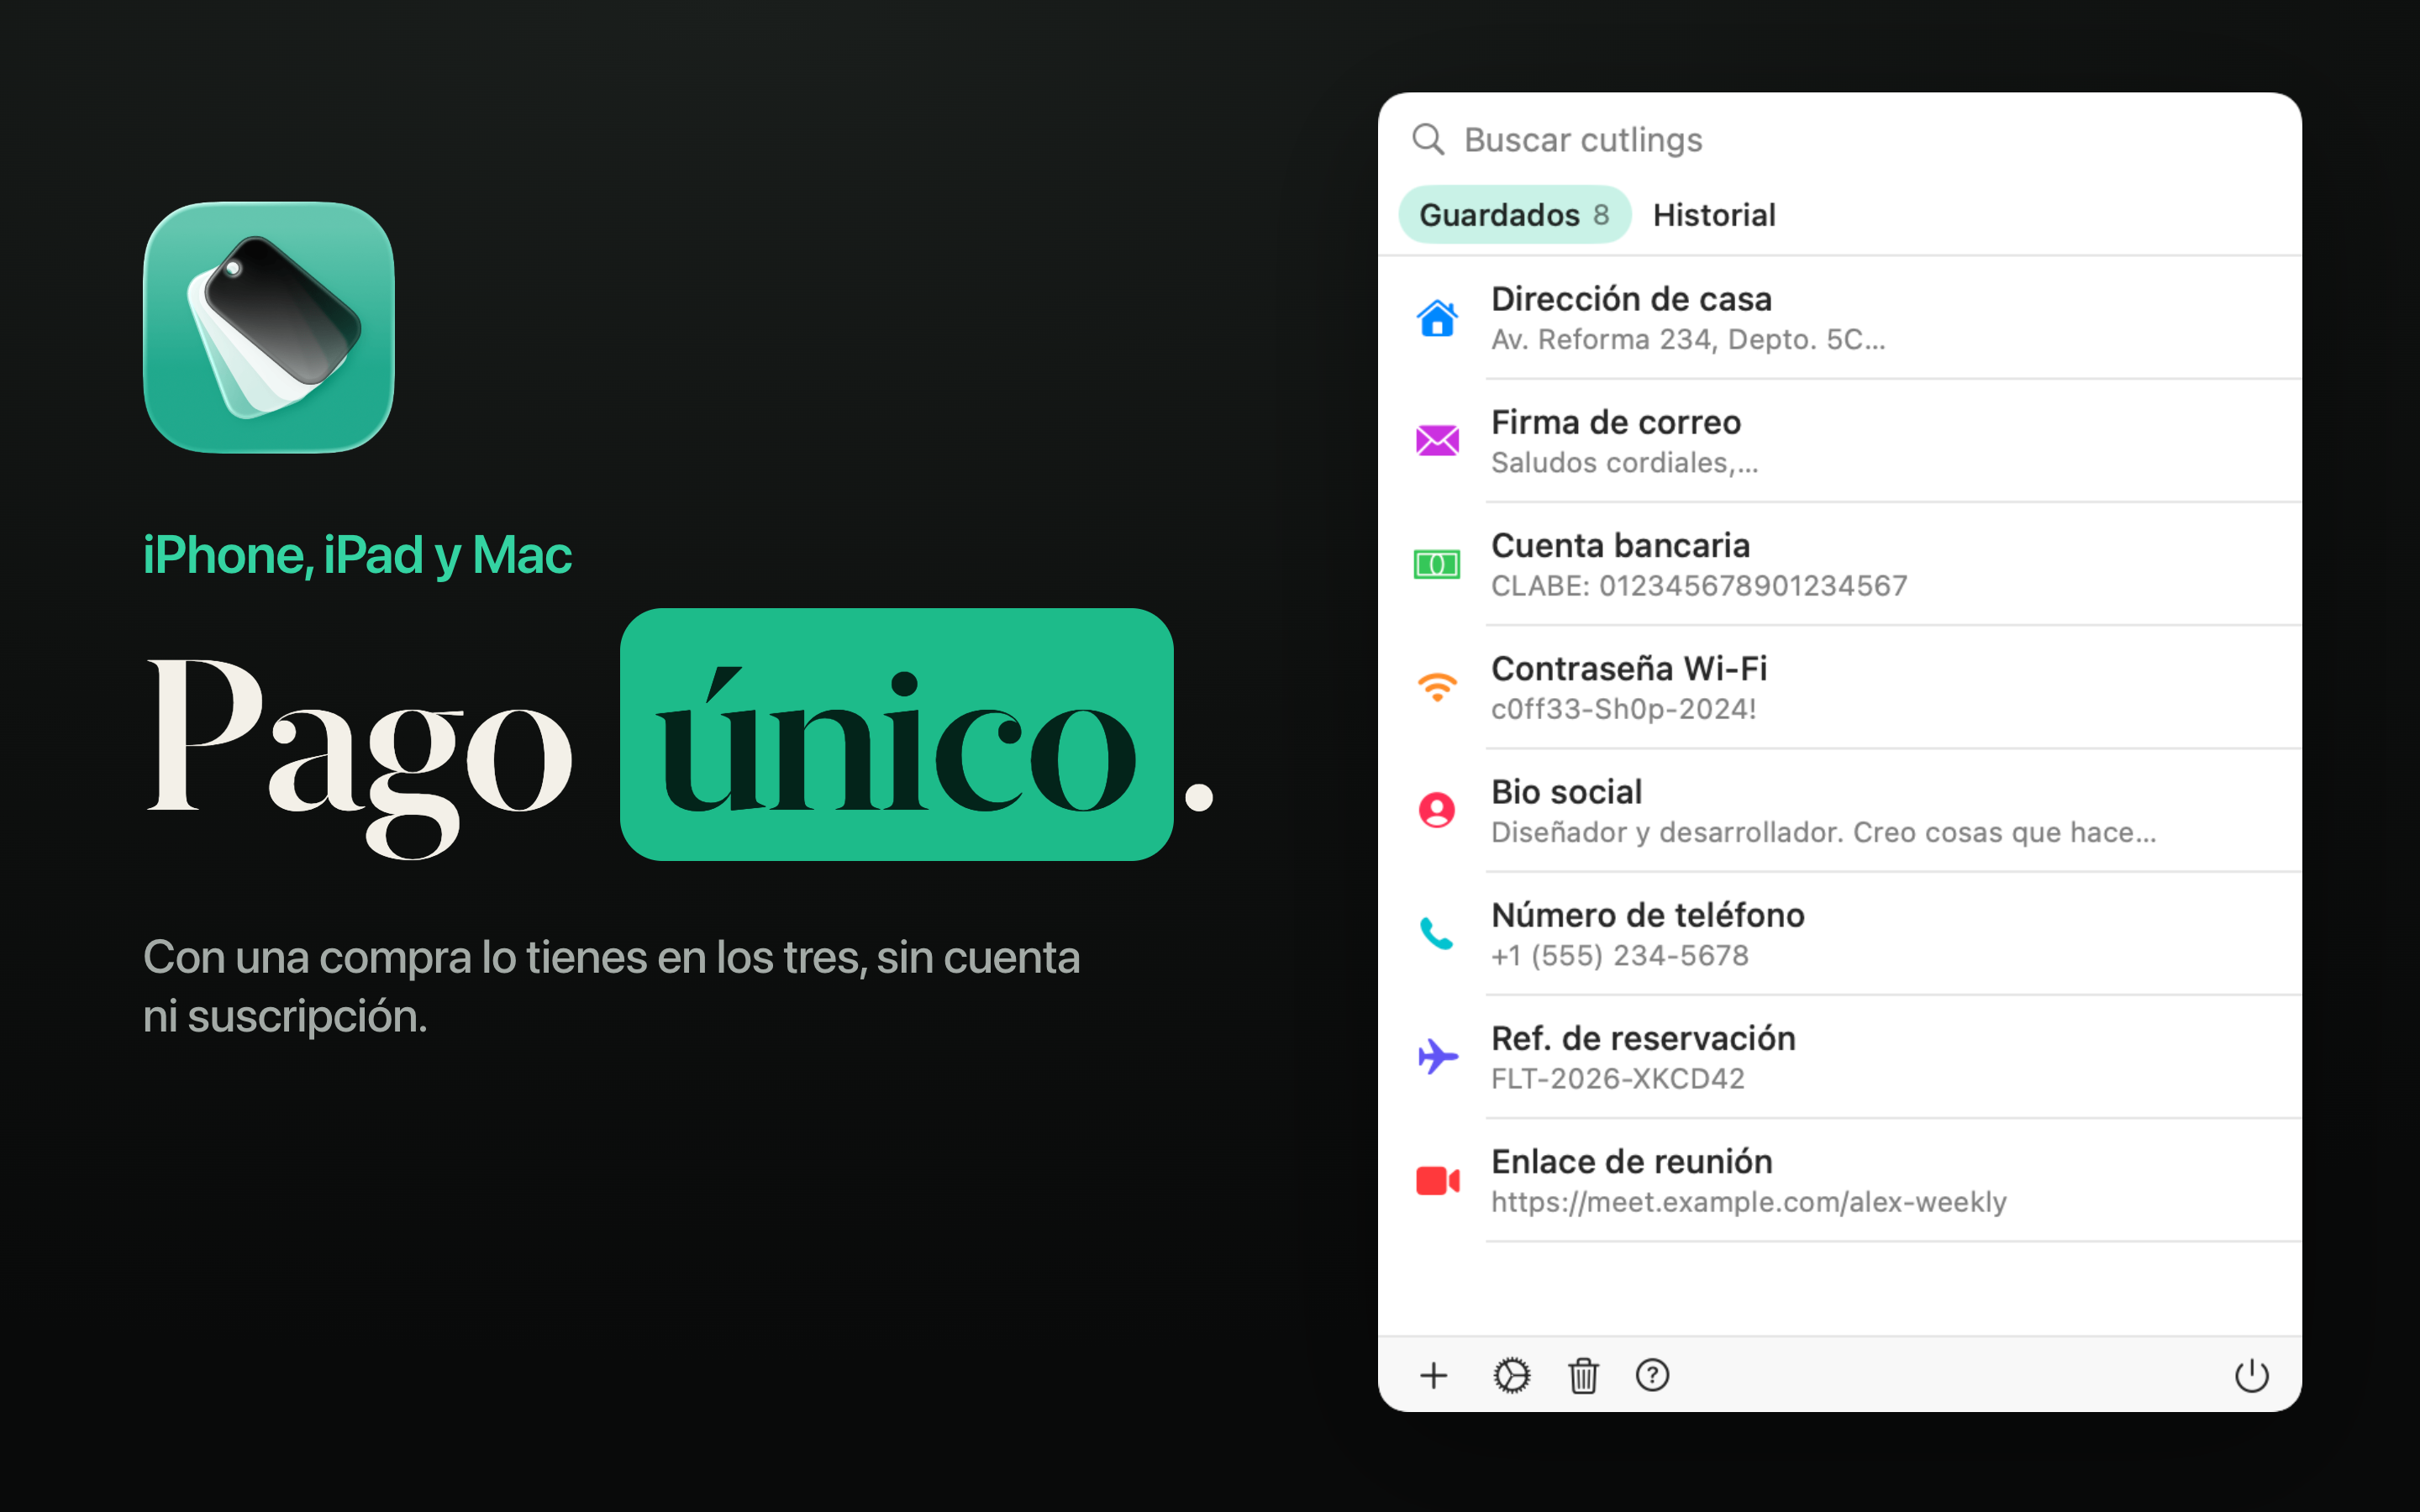 iPhone, iPad y Mac
Pago único.
Con una compra lo tienes en los tres, sin cuenta
ni suscripción.
Buscar cutlings
Guardados 8 Historial
Dirección de casa
Av. Reforma 234, Depto. 5C...
Firma de correo
Saludos cordiales,...
Cuenta bancaria
CLABE: 012345678901234567
Contraseña Wi-Fi
c0ff33-Sh0p-2024!
Bio social
Diseñador y desarrollador. Creo cosas que hace...
Número de teléfono
+1 (555) 234-5678
Ref. de reservación
FLT-2026-XKCD42
Enlace de reunión
https://meet.example.com/alex-weekly